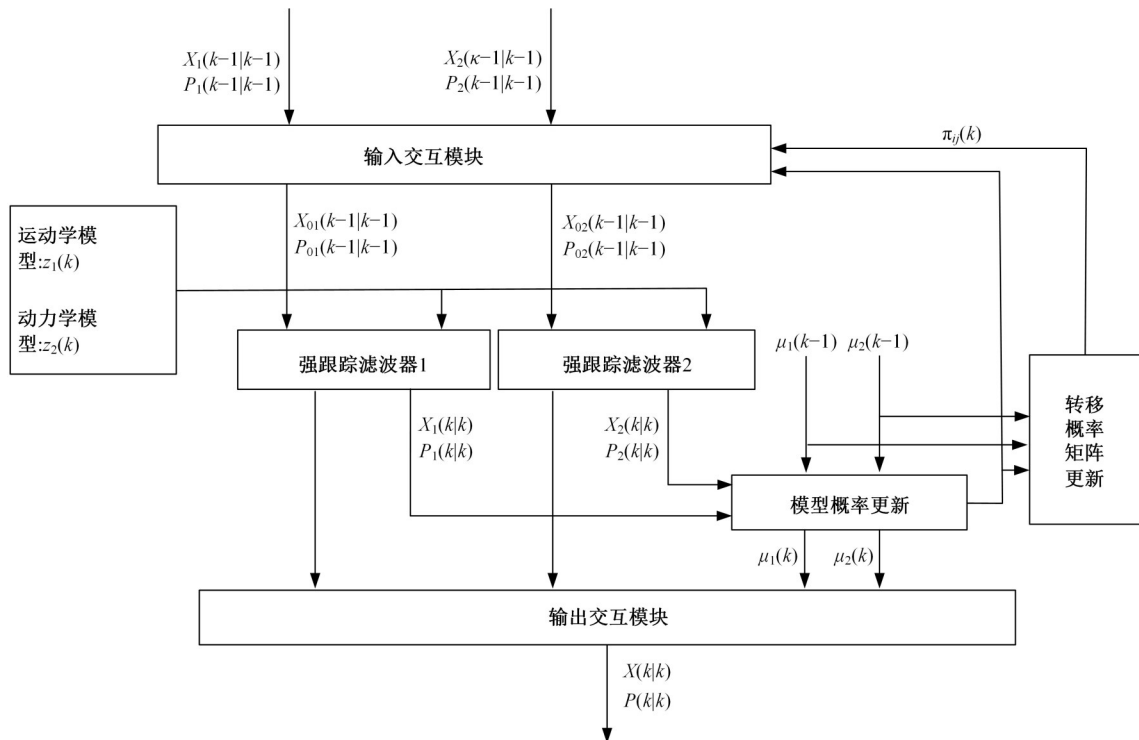 X₁(k−1|k−1)
P₁(k−1|k−1)
X₂(κ−1|k−1)
P₂(k−1|k−1)
输入交互模块
πᵢⱼ(k)
X₀₁(k−1|k−1)
P₀₁(k−1|k−1)
X₀₂(k−1|k−1)
P₀₂(k−1|k−1)
运动学模
型:z₁(k)
动力学模
型:z₂(k)
强跟踪滤波器1
强跟踪滤波器2
μ₁(k−1)
μ₂(k−1)
转移
概率
矩阵
更新
X₁(k|k)
P₁(k|k)
X₂(k|k)
P₂(k|k)
模型概率更新
μ₁(k)
μ₂(k)
输出交互模块
X(k|k)
P(k|k)